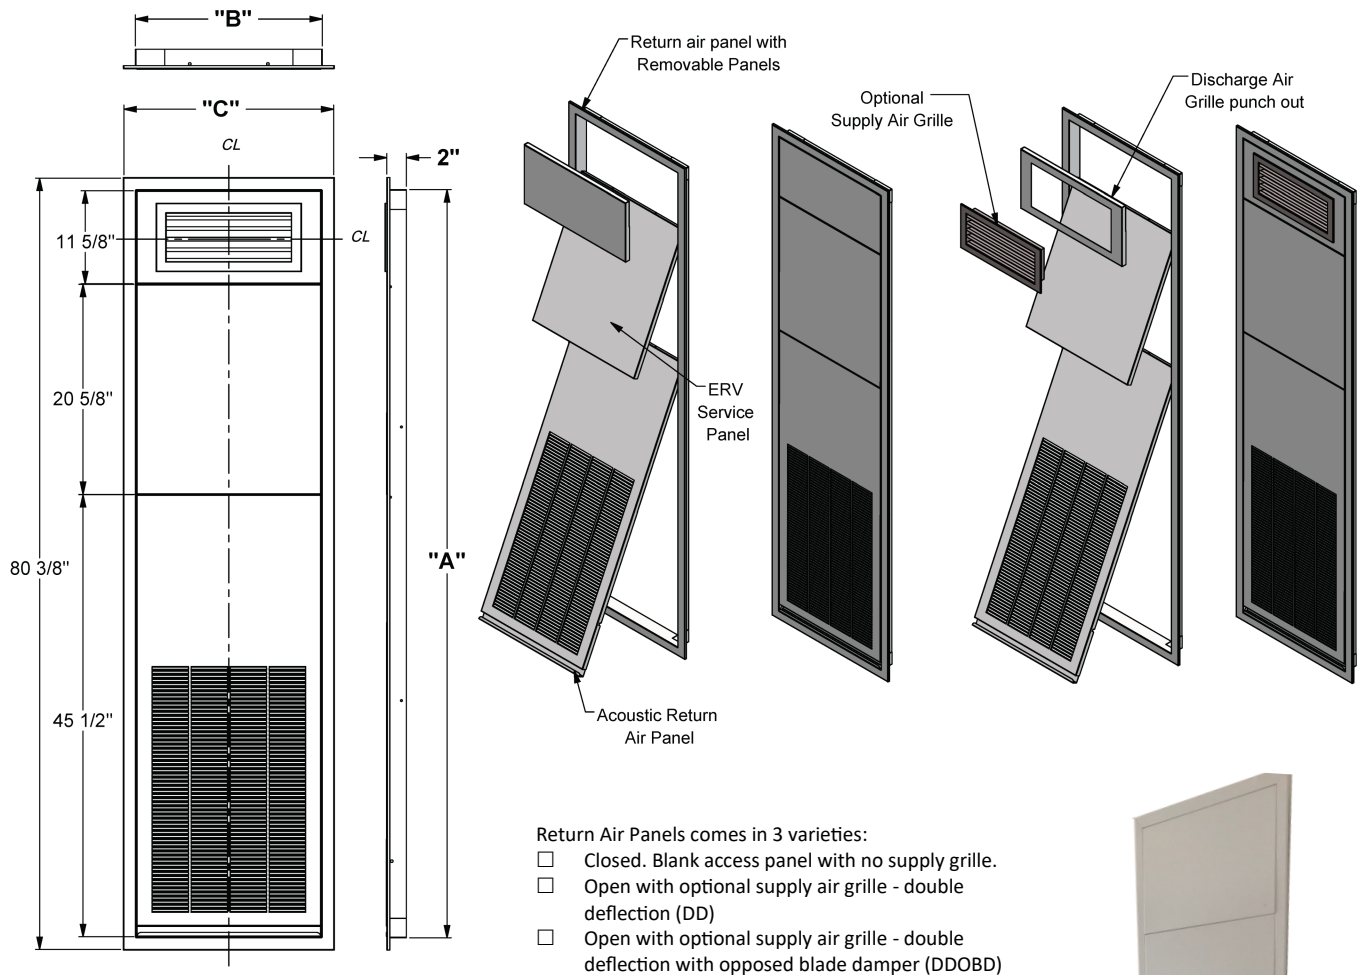 "B"
"C"
CL
2"
11 5/8"
CL
20 5/8"
80 3/8"
"A"
45 1/2"
Return air panel with
Removable Panels
Optional
Supply Air Grille
Discharge Air
Grille punch out
ERV
Service
Panel
Acoustic Return
Air Panel
Return Air Panels comes in 3 varieties:
☐ Closed. Blank access panel with no supply grille.
☐ Open with optional supply air grille - double
deflection (DD)
☐ Open with optional supply air grille - double
deflection with opposed blade damper (DDOBD)